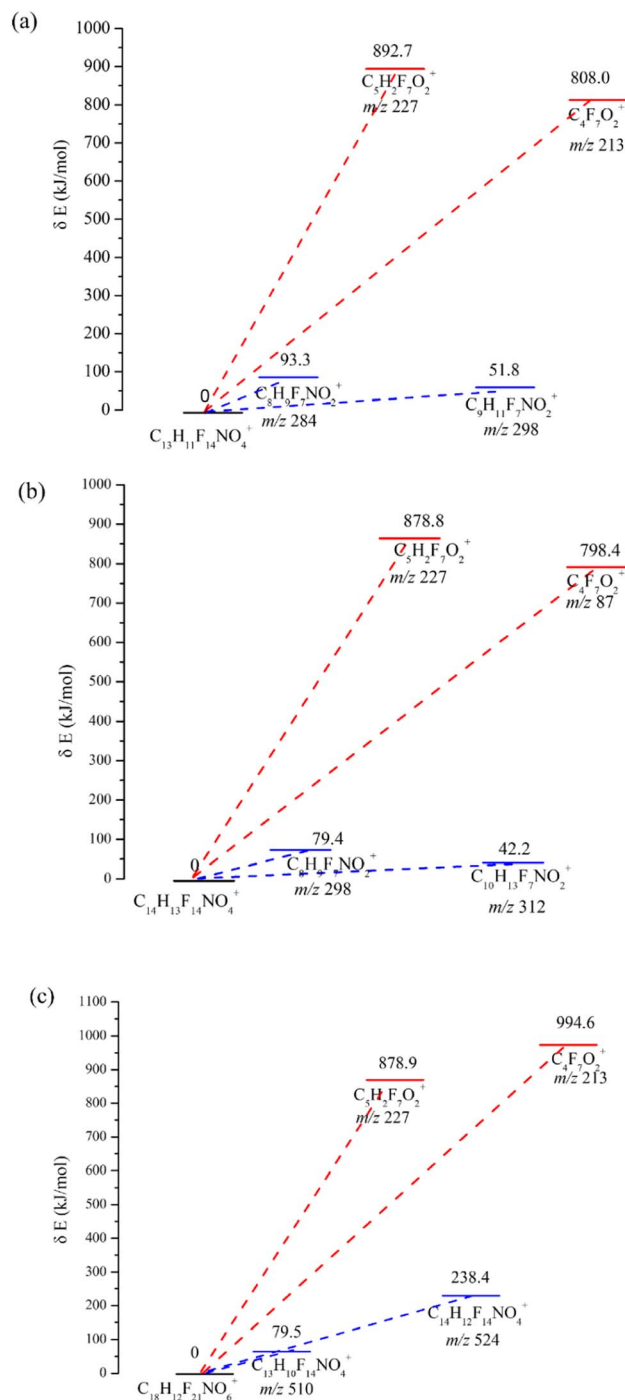 (a)
1000
900
800
700
600
500
400
300
200
100
0
δ E (kJ/mol)
892.7
C5H2F7O2+
m/z 227
808.0
C4F7O2+
m/z 213
93.3
C8H9F7NO2+
m/z 284
51.8
C9H11F7NO2+
m/z 298
0
C13H11F14NO4+
(b)
1000
900
800
700
600
500
400
300
200
100
0
δ E (kJ/mol)
878.8
C5H2F7O2+
m/z 227
798.4
C4F7O2+
m/z 87
79.4
C8H9F7NO2+
m/z 298
42.2
C10H13F7NO2+
m/z 312
0
C14H13F14NO4+
(c)
1100
1000
900
800
700
600
500
400
300
200
100
0
δ E (kJ/mol)
994.6
C4F7O2+
m/z 213
878.9
C5H2F7O2+
m/z 227
238.4
C14H12F14NO4+
m/z 524
79.5
C13H10F14NO4+
m/z 510
0
C18H12F21NO6+